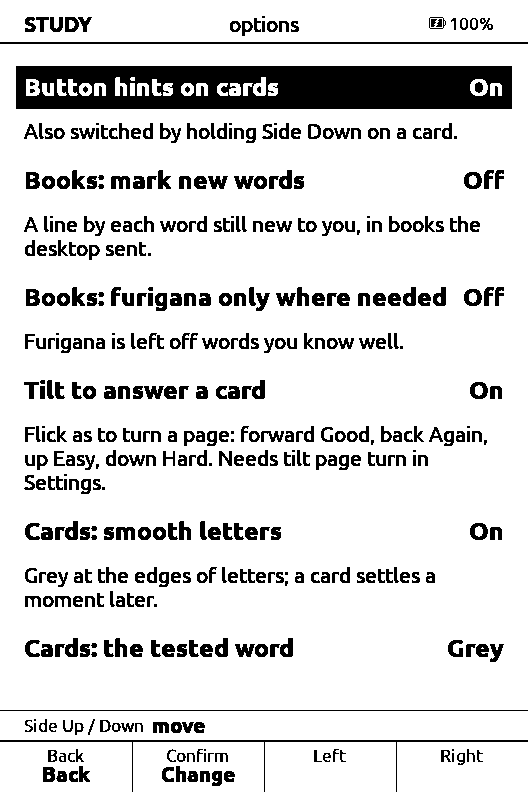 STUDY options 100%
Button hints on cards On
Also switched by holding Side Down on a card.
Books: mark new words Off
A line by each word still new to you, in books the
desktop sent.
Books: furigana only where needed Off
Furigana is left off words you know well.
Tilt to answer a card On
Flick as to turn a page: forward Good, back Again,
up Easy, down Hard. Needs tilt page turn in
Settings.
Cards: smooth letters On
Grey at the edges of letters; a card settles a
moment later.
Cards: the tested word Grey
Side Up / Down move
Back Confirm Left Right
Back Change